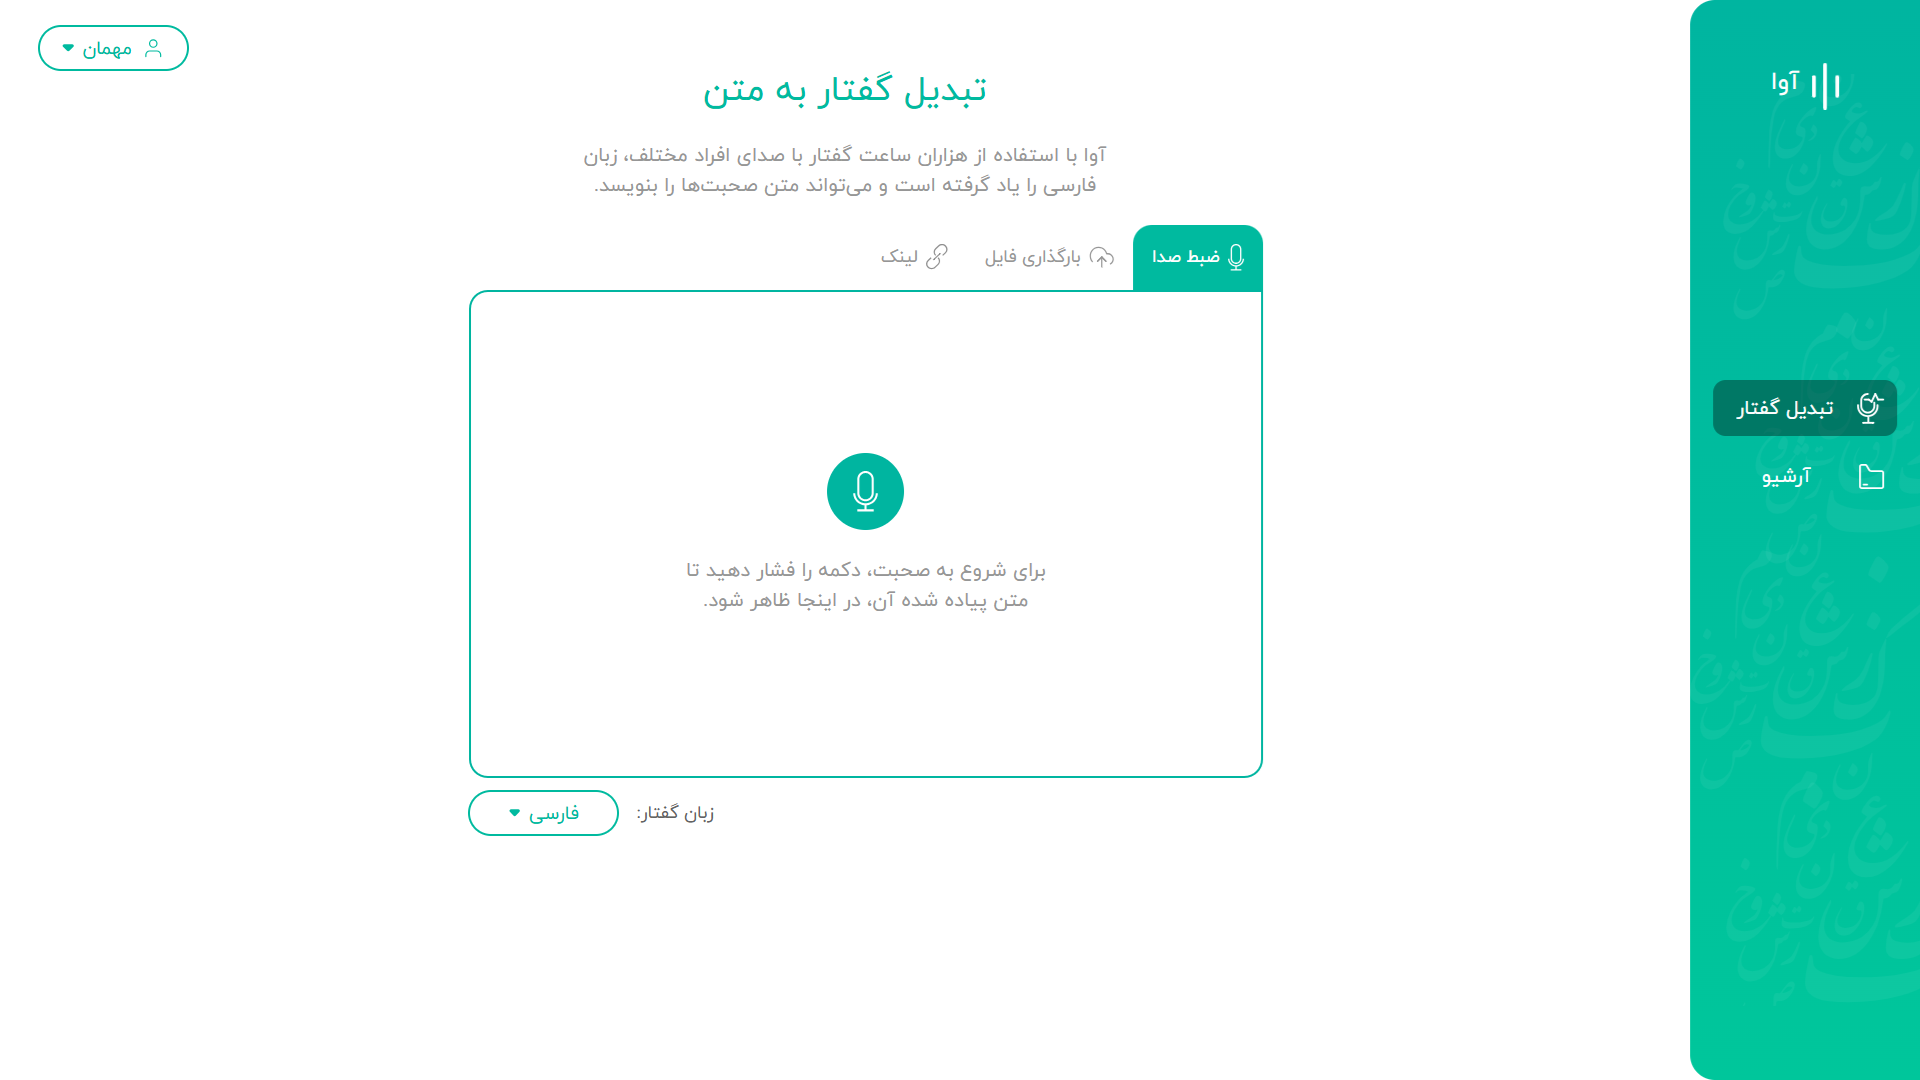 آوا
تبدیل گفتار
آرشیو
مهمان
تبدیل گفتار به متن
آوا با استفاده از هزاران ساعت گفتار با صدای افراد مختلف، زبان
فارسی را یاد گرفته است و می‌تواند متن صحبت‌ها را بنویسد.
ضبط صدا
بارگذاری فایل
لینک
برای شروع به صحبت، دکمه را فشار دهید تا
متن پیاده شده آن، در اینجا ظاهر شود.
زبان گفتار:
فارسی